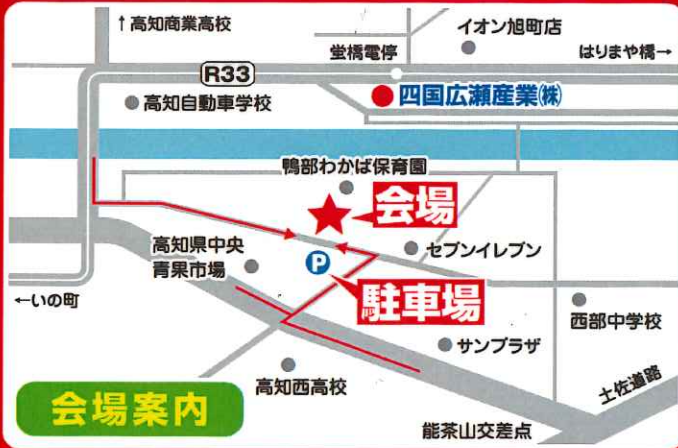 ↑高知商業高校
イオン旭町店
蛍橋電停
はりまや橋→
R33
高知自動車学校
四国広瀬産業㈱
鴨部わかば保育園
会場
高知県中央
青果市場
P
セブンイレブン
←いの町
駐車場
西部中学校
サンプラザ
高知西高校
土佐道路
会場案内
能茶山交差点